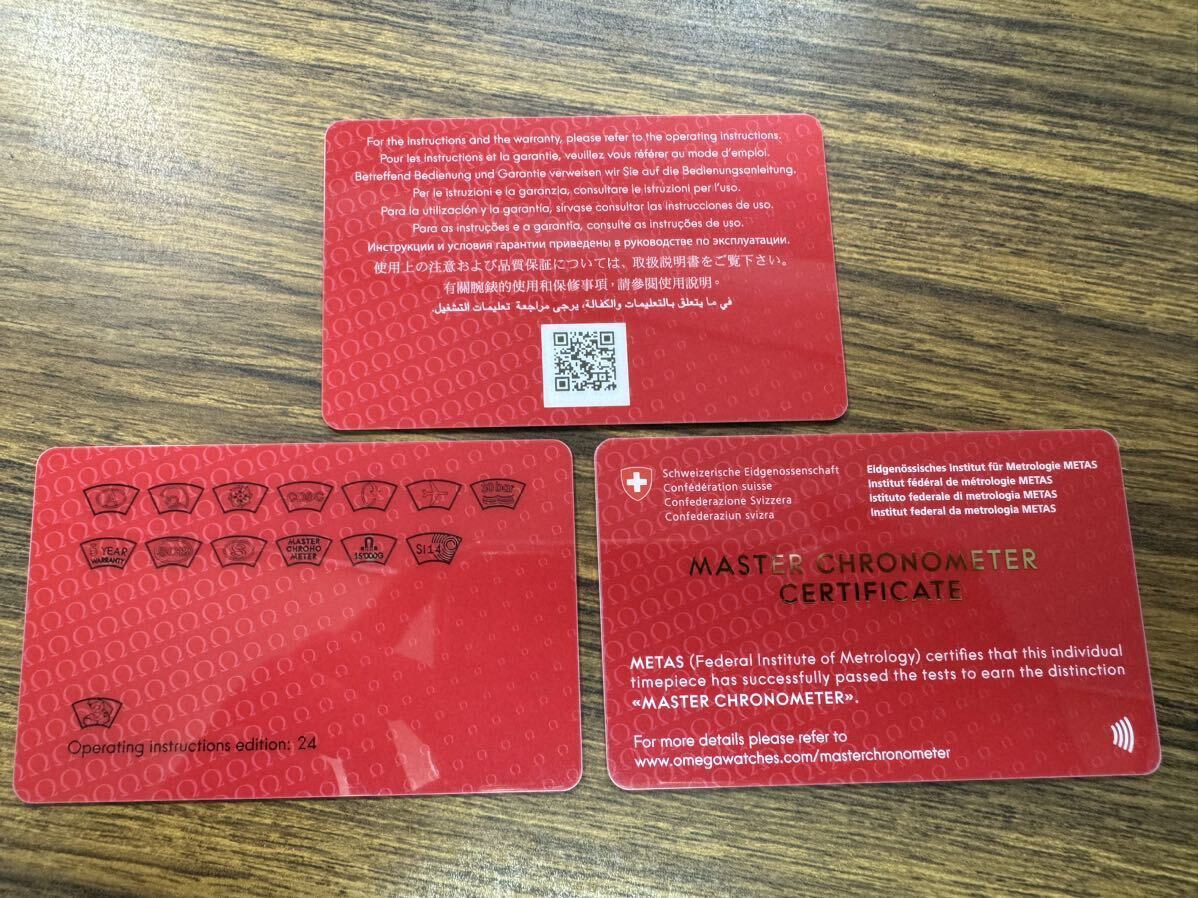 For the instructions and the warranty, please refer to the operating instructions.
Pour les instructions et la garantie, veuillez vous référer au mode d'emploi.
Betreffend Bedienung und Garantie verweisen wir Sie auf die Bedienungsanleitung.
Per le istruzioni e la garanzia, consultare le istruzioni per l'uso.
Para la utilización y la garantía, sírvase consultar las instrucciones de uso.
Para as instruções e a garantia, consulte as instruções de uso.
Инструкции и условия гарантии приведены в руководстве по эксплуатации.
使用上の注意および品質保証については、取扱説明書をご覧下さい。
有關腕錶的使用和保修事項，請參閱使用說明。
في ما يتعلق بالتعليمات والكفالة، يرجى مراجعة تعليمات التشغيل.
COSC
30 bar
5 YEAR
WARRANTY
MASTER
CHRONO
METER
15'000G
Si14
Operating instructions edition: 24
Schweizerische Eidgenossenschaft
Confédération suisse
Confederazione Svizzera
Confederaziun svizra
Eidgenössisches Institut für Metrologie METAS
Institut fédéral de métrologie METAS
Istituto federale di metrologia METAS
Institut federal da metrologia METAS
MASTER CHRONOMETER
CERTIFICATE
METAS (Federal Institute of Metrology) certifies that this individual
timepiece has successfully passed the tests to earn the distinction
«MASTER CHRONOMETER».
For more details please refer to
www.omegawatches.com/masterchronometer